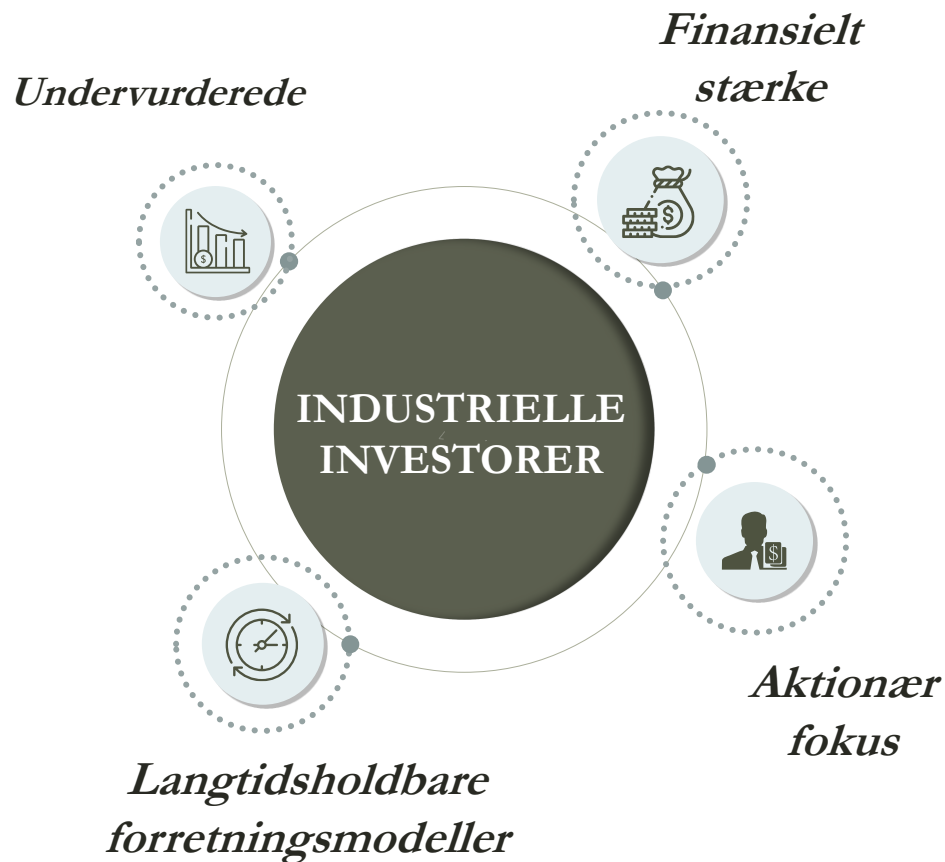 Finansielt
stærke
Undervurderede
$
$
INDUSTRIELLE
INVESTORER
$
Aktionær
fokus
Langtidsholdbare
forretningsmodeller